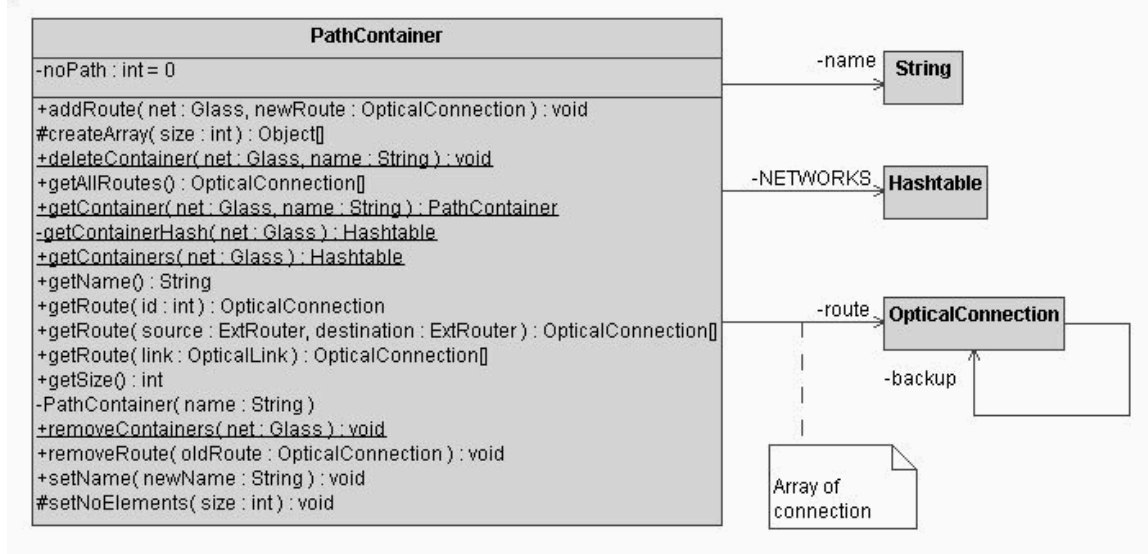 PathContainer
-noPath : int = 0
+addRoute( net : Glass, newRoute : OpticalConnection ) : void
#createArray( size : int ) : Object[]
+deleteContainer( net : Glass, name : String ) : void
+getAllRoutes() : OpticalConnection[]
+getContainer( net : Glass, name : String ) : PathContainer
-getContainerHash( net : Glass ) : Hashtable
+getContainers( net : Glass ) : Hashtable
+getName() : String
+getRoute( id : int ) : OpticalConnection
+getRoute( source : ExtRouter, destination : ExtRouter ) : OpticalConnection[]
+getRoute( link : OpticalLink ) : OpticalConnection[]
+getSize() : int
-PathContainer( name : String )
+removeContainers( net : Glass ) : void
+removeRoute( oldRoute : OpticalConnection ) : void
+setName( newName : String ) : void
#setNoElements( size : int ) : void
-name
String
-NETWORKS
Hashtable
-route
OpticalConnection
-backup
Array of
connection